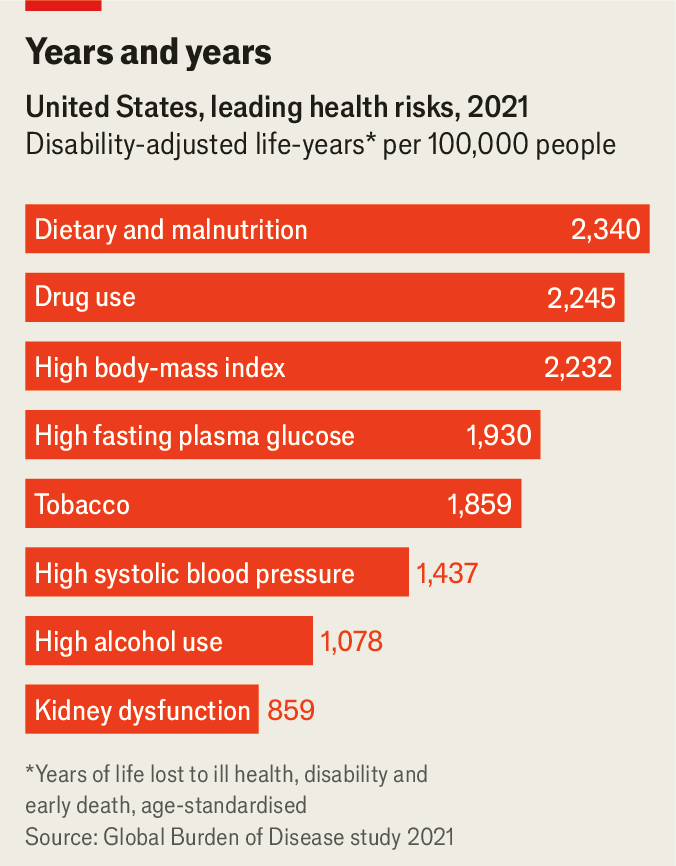 Years and years
United States, leading health risks, 2021
Disability-adjusted life-years* per 100,000 people
Dietary and malnutrition 2,340
Drug use 2,245
High body-mass index 2,232
High fasting plasma glucose 1,930
Tobacco 1,859
High systolic blood pressure 1,437
High alcohol use 1,078
Kidney dysfunction 859
*Years of life lost to ill health, disability and
early death, age-standardised
Source: Global Burden of Disease study 2021